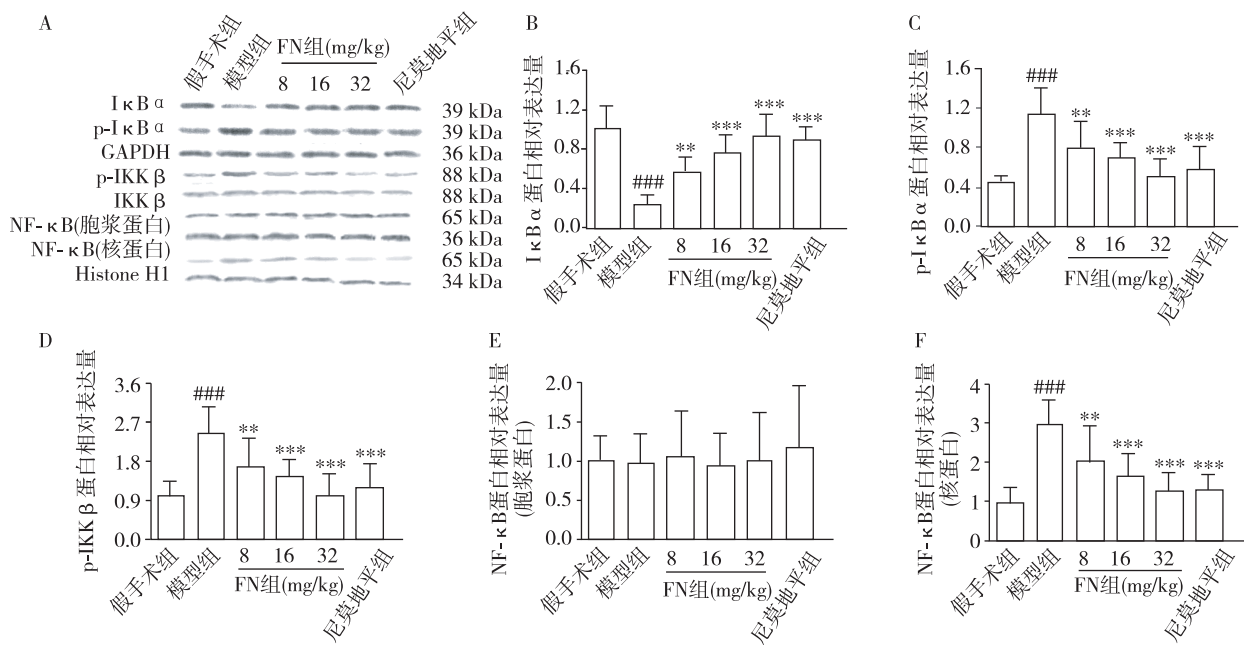 A
假手术组
模型组
FN组(mg/kg)
8 16 32
尼莫地平组
IκBα 39 kDa
p-IκBα 39 kDa
GAPDH 36 kDa
p-IKKβ 88 kDa
IKKβ 88 kDa
65 kDa
NF-κB(胞浆蛋白)
36 kDa
NF-κB(核蛋白)
65 kDa
Histone H1 34 kDa
B
IκBα蛋白相对表达量
1.6
1.2
0.8
0.4
0.0
###
**
***
***
***
假手术组
模型组
8 16 32
FN组(mg/kg)
尼莫地平组
C
p-IκBα蛋白相对表达量
1.6
1.2
0.8
0.4
0.0
###
**
***
***
***
假手术组
模型组
8 16 32
FN组(mg/kg)
尼莫地平组
D
p-IKKβ蛋白相对表达量
3.6
2.7
1.8
0.9
0.0
###
**
***
***
***
假手术组
模型组
8 16 32
FN组(mg/kg)
尼莫地平组
E
NF-κB蛋白相对表达量
(胞浆蛋白)
2.0
1.5
1.0
0.5
0.0
假手术组
模型组
8 16 32
FN组(mg/kg)
尼莫地平组
F
NF-κB蛋白相对表达量
(核蛋白)
4
3
2
1
0
###
**
***
***
***
假手术组
模型组
8 16 32
FN组(mg/kg)
尼莫地平组